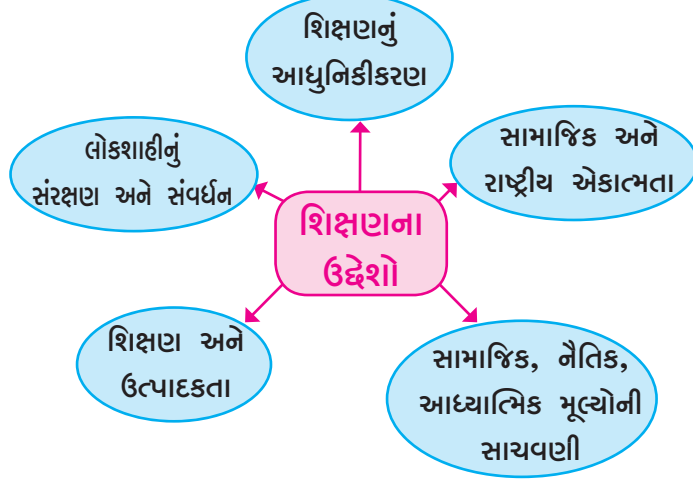 શિક્ષણનું
આધુનિકીકરણ
લોકશાહીનું
સંરક્ષણ અને સંવર્ધન
સામાજિક અને
રાષ્ટ્રીય એકાત્મતા
શિક્ષણના
ઉદ્દેશો
શિક્ષણ અને
ઉત્પાદકતા
સામાજિક, નૈતિક,
આધ્યાત્મિક મૂલ્યોની
સાચવણી